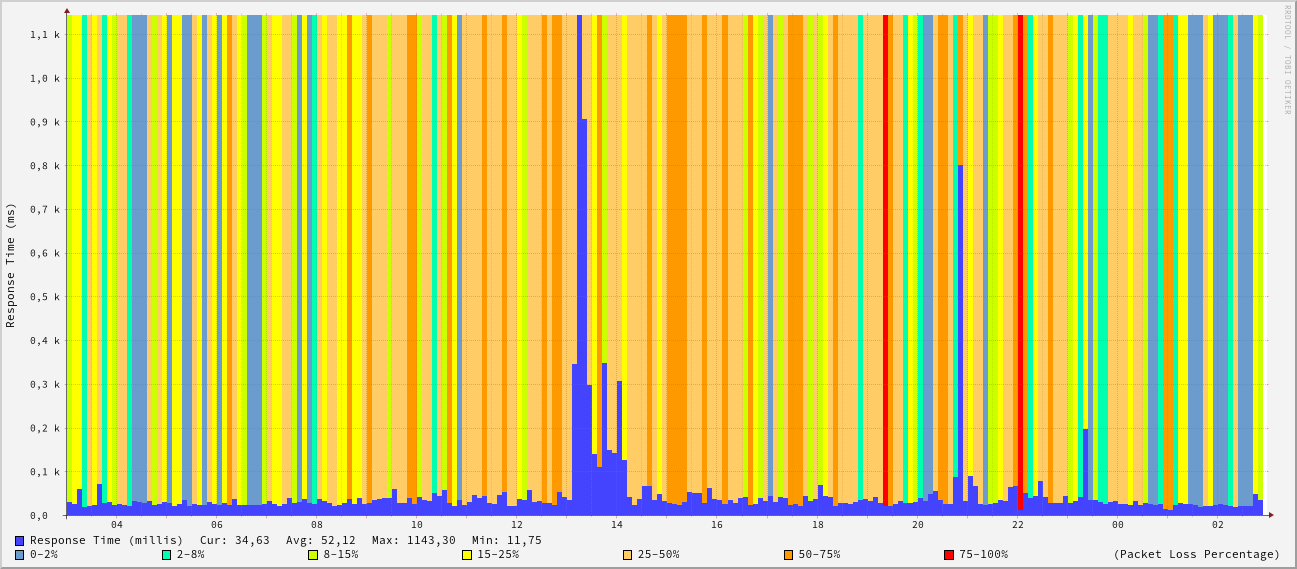 RRDTOOL / TOBI OETIKER
Response Time (ms)
1,1 k
1,0 k
0,9 k
0,8 k
0,7 k
0,6 k
0,5 k
0,4 k
0,3 k
0,2 k
0,1 k
0,0
04 06 08 10 12 14 16 18 20 22 00 02
Response Time (millis) Cur: 34,63 Avg: 52,12 Max: 1143,30 Min: 11,75
0-2% 2-8% 8-15% 15-25% 25-50% 50-75% 75-100% (Packet Loss Percentage)